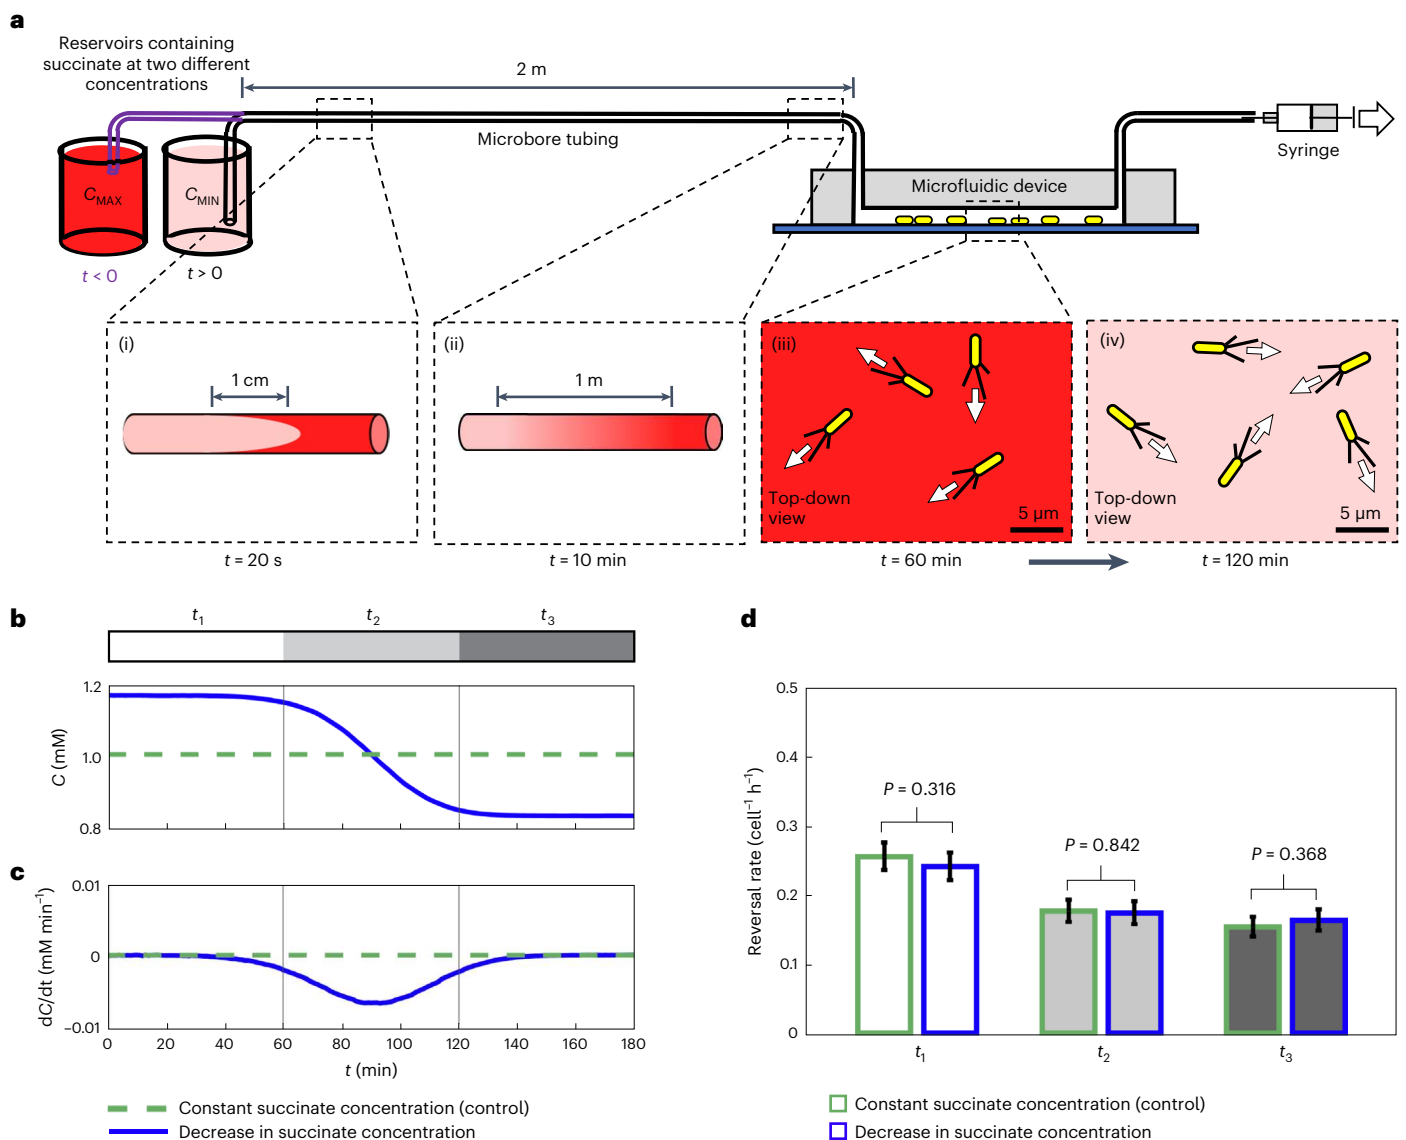 a
Reservoirs containing
succinate at two different
concentrations
2 m
Microbore tubing
Syringe
Microfluidic device
C_MAX
C_MIN
t < 0
t > 0
(i)
1 cm
t = 20 s
(ii)
1 m
t = 10 min
(iii)
Top-down
view
5 µm
t = 60 min
(iv)
Top-down
view
5 µm
t = 120 min
b
t₁ t₂ t₃
1.2
1.0
0.8
C (mM)
c
0.01
0
–0.01
dC/dt (mM min⁻¹)
0 20 40 60 80 100 120 140 160 180
t (min)
Constant succinate concentration (control)
Decrease in succinate concentration
d
0.5
0.4
0.3
0.2
0.1
0
Reversal rate (cell⁻¹ h⁻¹)
P = 0.316
P = 0.842
P = 0.368
t₁ t₂ t₃
Constant succinate concentration (control)
Decrease in succinate concentration